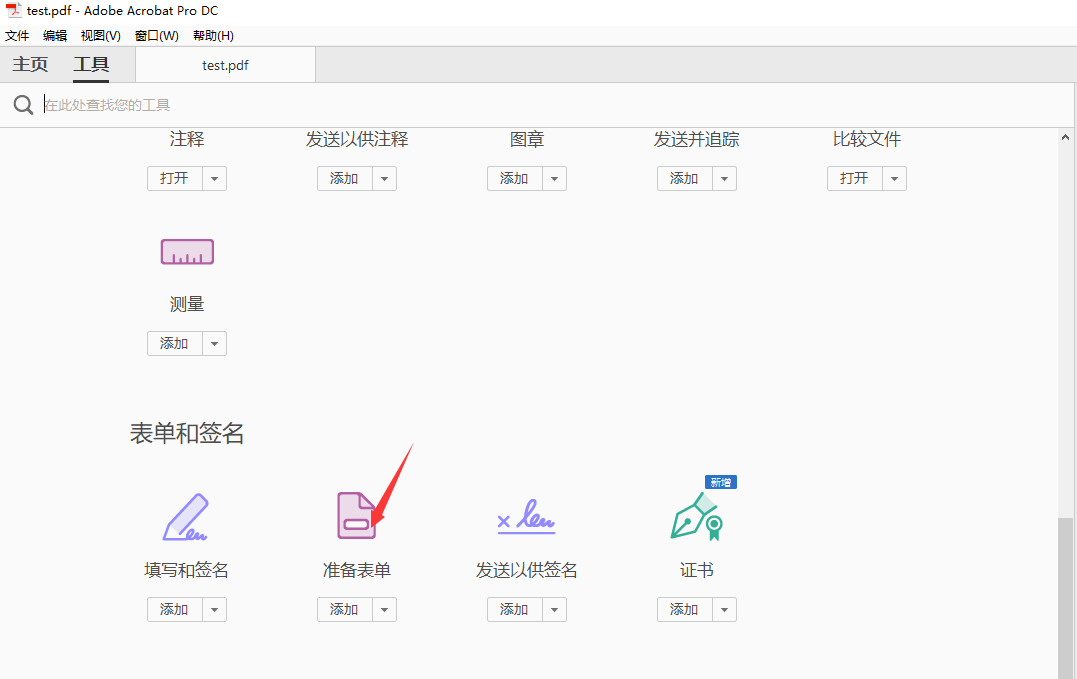 test.pdf - Adobe Acrobat Pro DC
文件 编辑 视图(V) 窗口(W) 帮助(H)
主页 工具 test.pdf
在此处查找您的工具
注释 发送以供注释 图章 发送并追踪 比较文件
打开 添加 添加 添加 打开
测量
添加
表单和签名
新增
填写和签名 准备表单 发送以供签名 证书
添加 添加 添加 添加